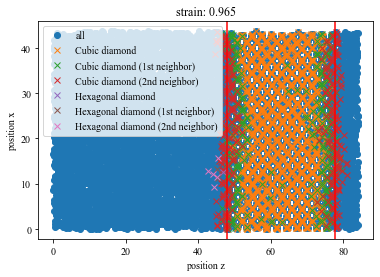 strain: 0.965
all
Cubic diamond
Cubic diamond (1st neighbor)
Cubic diamond (2nd neighbor)
Hexagonal diamond
Hexagonal diamond (1st neighbor)
Hexagonal diamond (2nd neighbor)
position x
40
30
20
10
0
0
20
40
60
80
position z